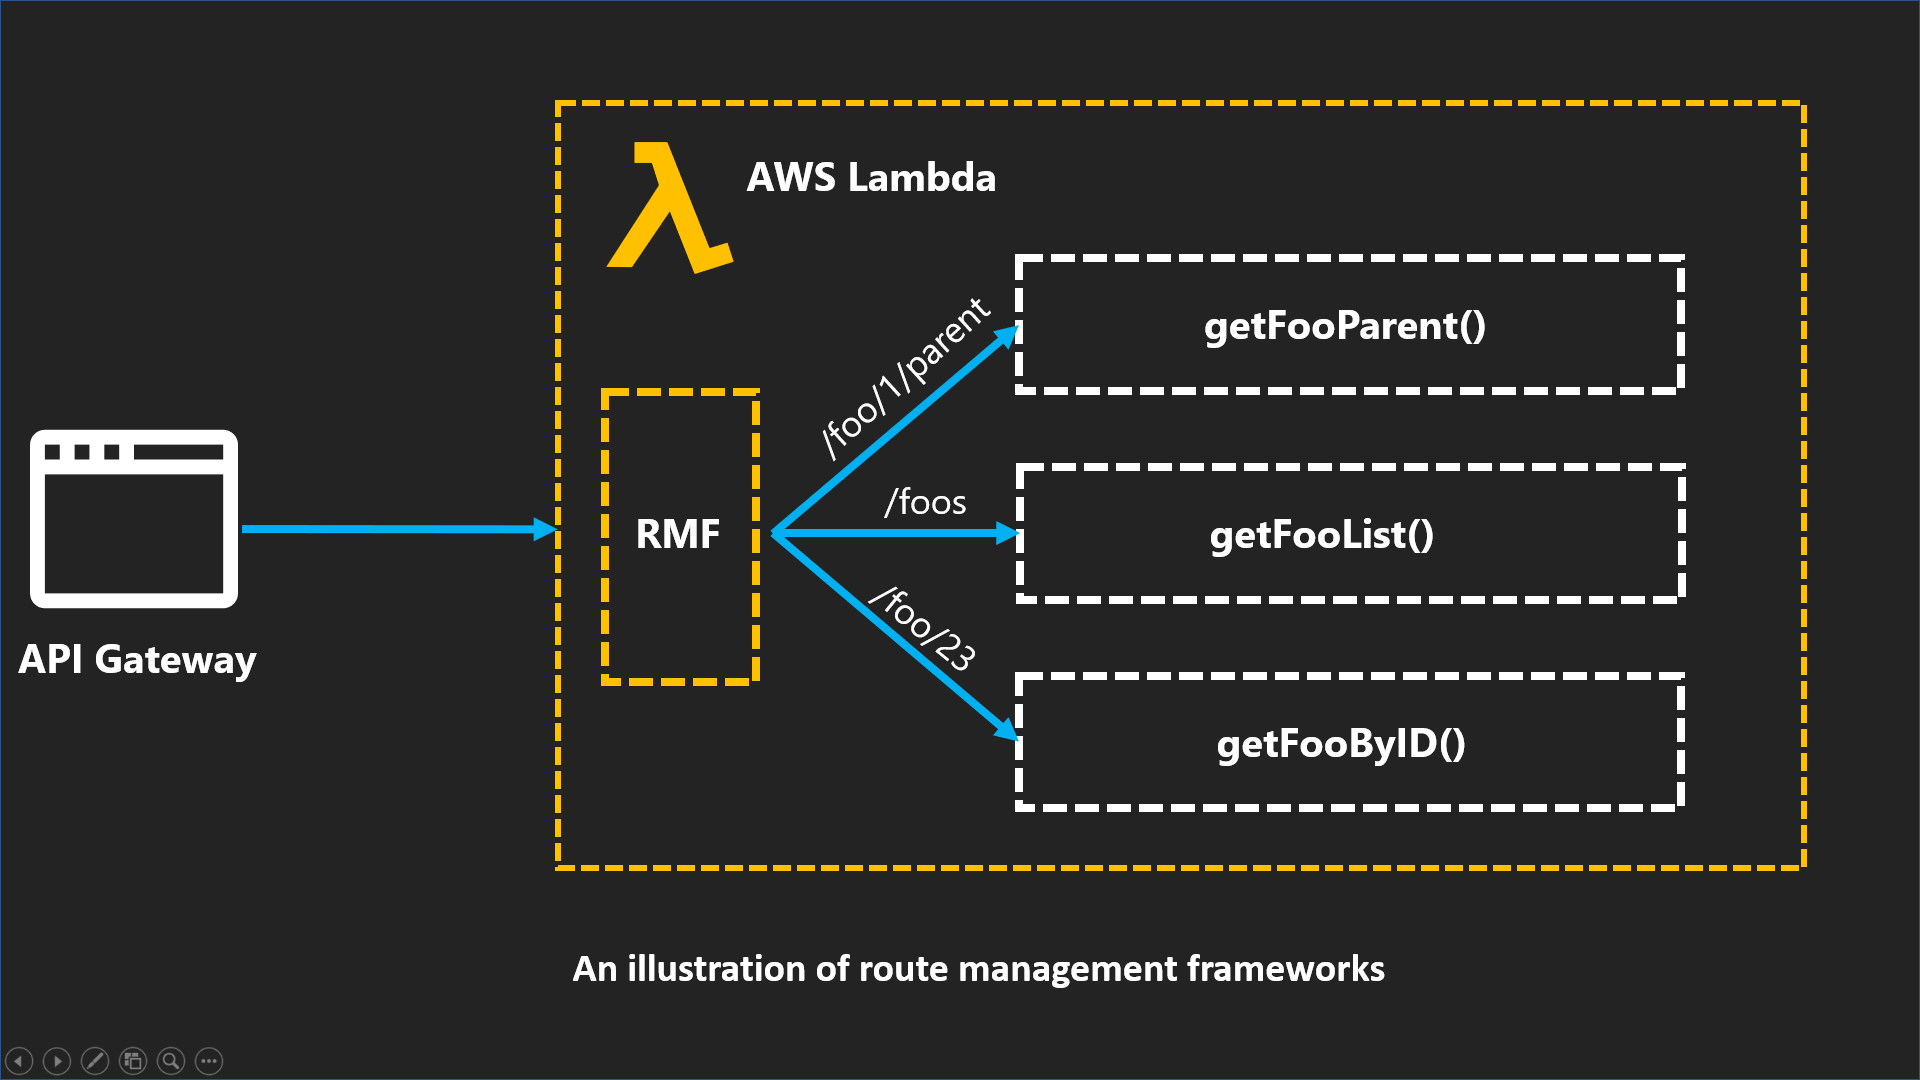 AWS Lambda
/foo/1/parent
getFooParent()
API Gateway
RMF
/foos
getFooList()
/foo/23
getFooByID()
An illustration of route management frameworks